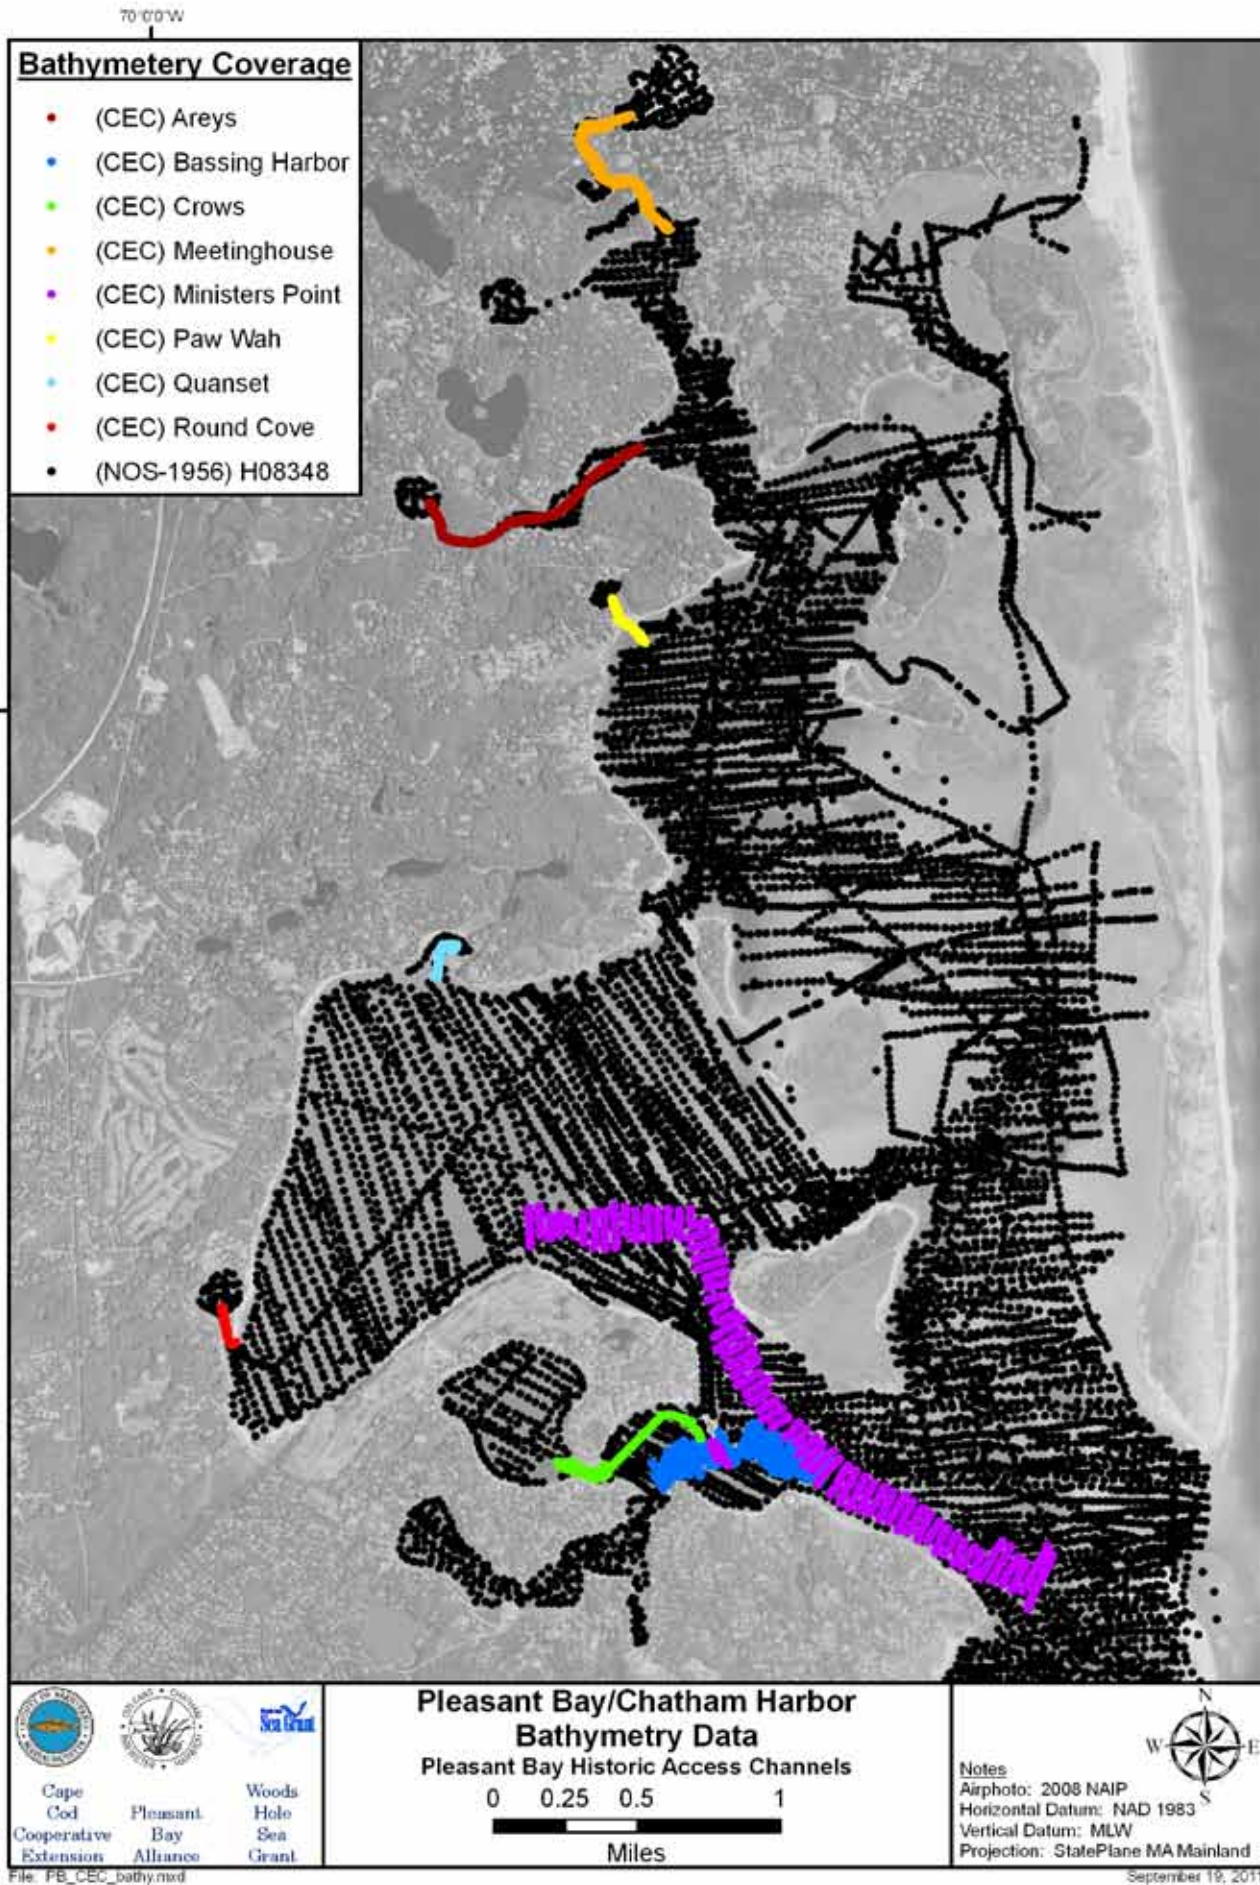 70°0'0"W
Bathymetery Coverage
(CEC) Areys
(CEC) Bassing Harbor
(CEC) Crows
(CEC) Meetinghouse
(CEC) Ministers Point
(CEC) Paw Wah
(CEC) Quanset
(CEC) Round Cove
(NOS-1956) H08348
Sea Grant
Cape
Cod
Cooperative
Extension
Pleasant
Bay
Alliance
Woods
Hole
Sea
Grant
Pleasant Bay/Chatham Harbor
Bathymetry Data
Pleasant Bay Historic Access Channels
0 0.25 0.5 1
Miles
N
W E
S
Notes
Airphoto: 2008 NAIP
Horizontal Datum: NAD 1983
Vertical Datum: MLW
Projection: StatePlane MA Mainland
File: PB_CEC_bathy.mxd
September 19, 2011